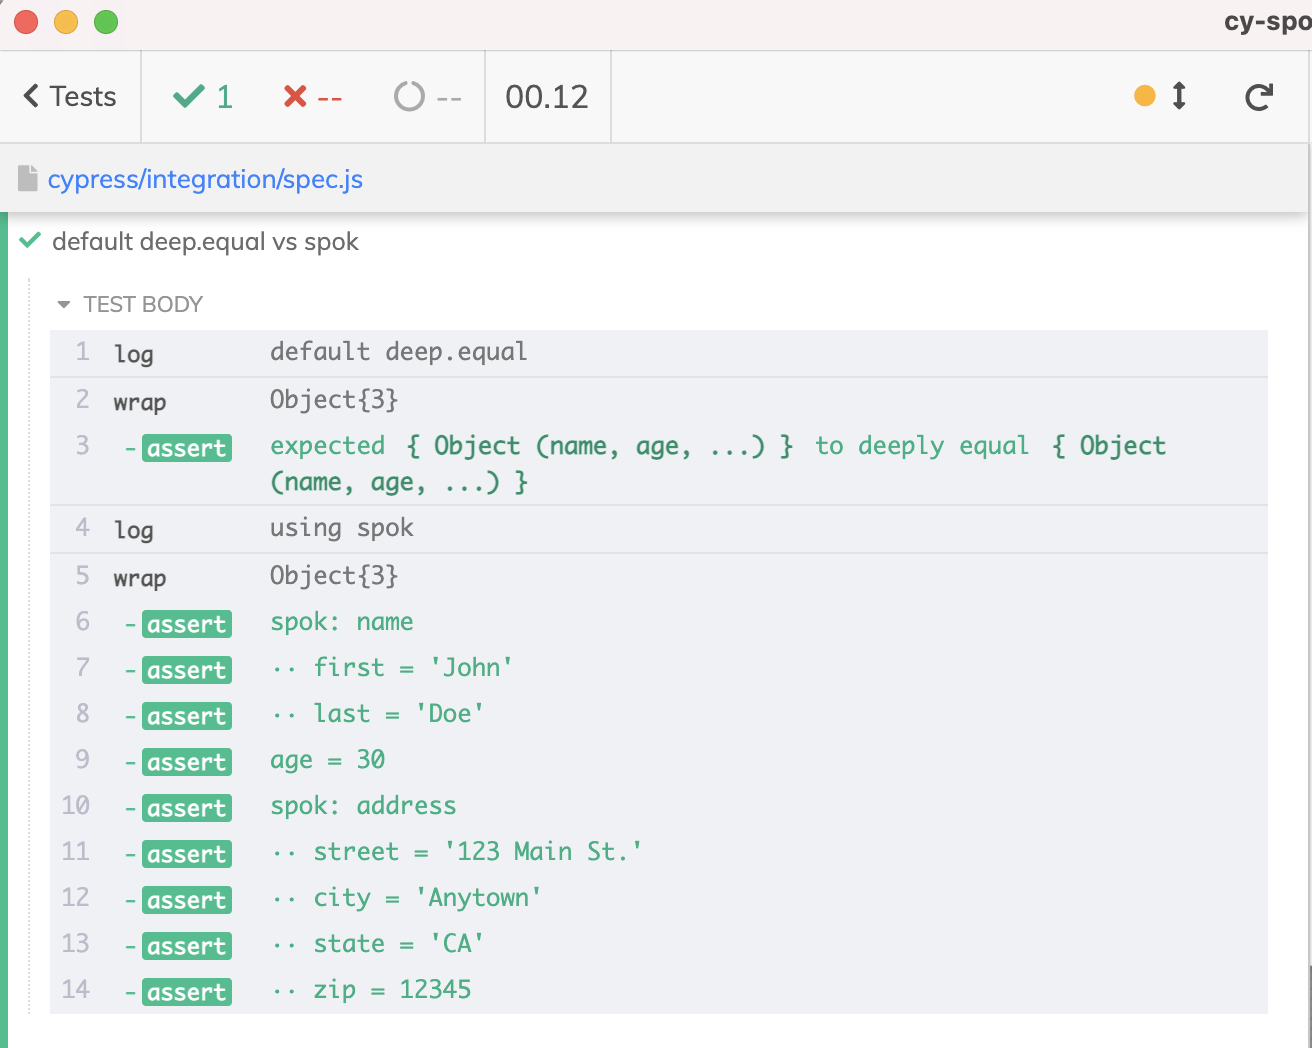 cy-spo
Tests 1 -- -- 00.12
cypress/integration/spec.js
default deep.equal vs spok
TEST BODY
1 log default deep.equal
2 wrap Object{3}
3 -assert expected { Object (name, age, ...) } to deeply equal { Object
(name, age, ...) }
4 log using spok
5 wrap Object{3}
6 -assert spok: name
7 -assert ·· first = 'John'
8 -assert ·· last = 'Doe'
9 -assert age = 30
10 -assert spok: address
11 -assert ·· street = '123 Main St.'
12 -assert ·· city = 'Anytown'
13 -assert ·· state = 'CA'
14 -assert ·· zip = 12345